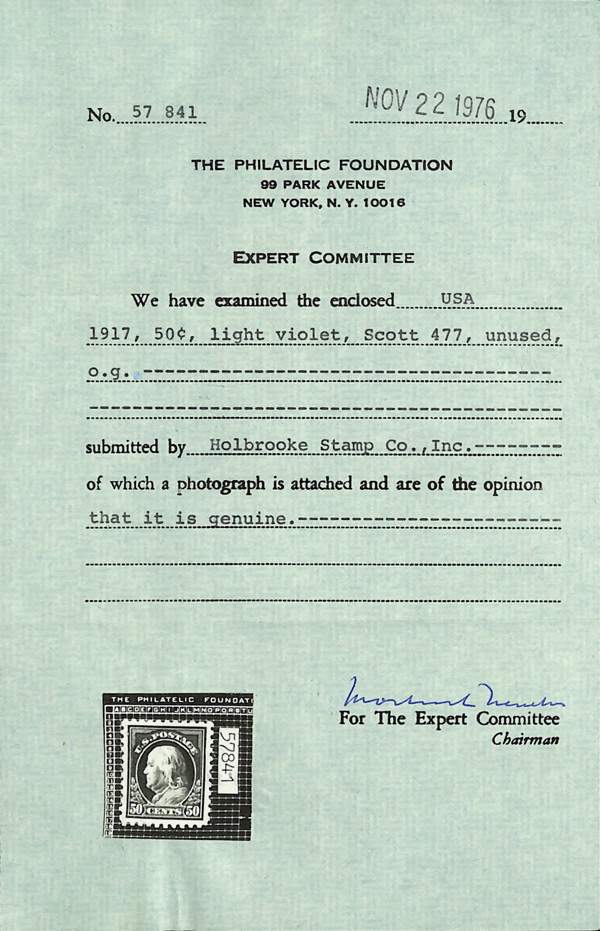 No. 57 841
NOV 22 1976 19
THE PHILATELIC FOUNDATION
99 PARK AVENUE
NEW YORK, N. Y. 10016
EXPERT COMMITTEE
We have examined the enclosed USA
1917, 50¢, light violet, Scott 477, unused,
o.g.
submitted by Holbrooke Stamp Co., Inc.
of which a photograph is attached and are of the opinion
that it is genuine.
For The Expert Committee
Chairman
THE PHILATELIC FOUNDATI
ABCDEFGHIJKLMNOPQRSTU
57841
U.S. POSTAGE
50 CENTS 50